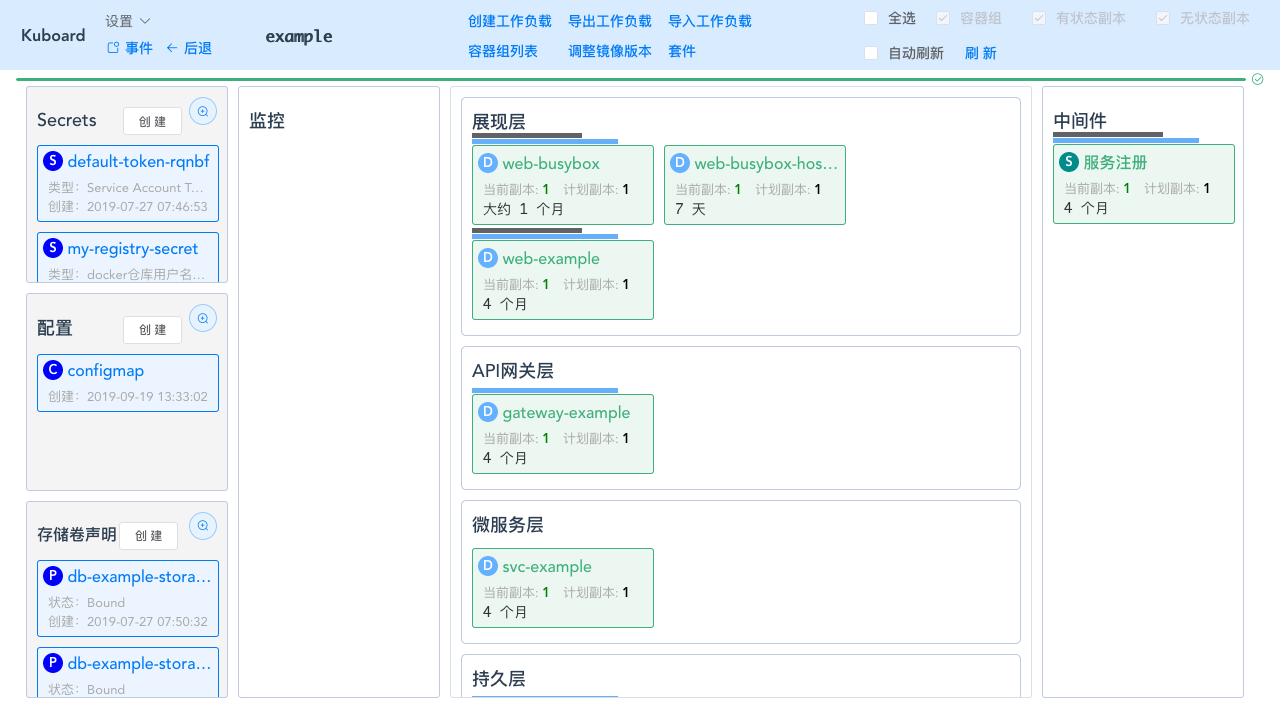 Kuboard
设置
事件 后退
example
创建工作负载 导出工作负载 导入工作负载
容器组列表 调整镜像版本 套件
全选 容器组 有状态副本 无状态副本
自动刷新 刷 新
Secrets
创 建
S default-token-rqnbf
类型: Service Account T...
创建: 2019-07-27 07:46:53
S my-registry-secret
类型: docker仓库用户名...
配置
创 建
C configmap
创建: 2019-09-19 13:33:02
存储卷声明
创 建
P db-example-stora...
状态: Bound
创建: 2019-07-27 07:50:32
P db-example-stora...
状态: Bound
监控
展现层
D web-busybox
当前副本: 1 计划副本: 1
大约 1 个月
D web-busybox-hos...
当前副本: 1 计划副本: 1
7 天
D web-example
当前副本: 1 计划副本: 1
4 个月
API网关层
D gateway-example
当前副本: 1 计划副本: 1
4 个月
微服务层
D svc-example
当前副本: 1 计划副本: 1
4 个月
持久层
中间件
S 服务注册
当前副本: 1 计划副本: 1
4 个月